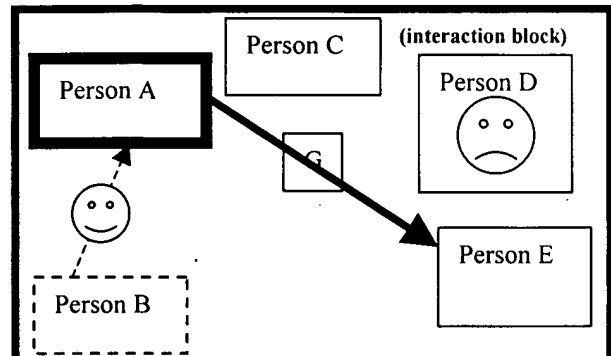 Person C
(interaction block)
Person A
Person D
G
Person E
Person B